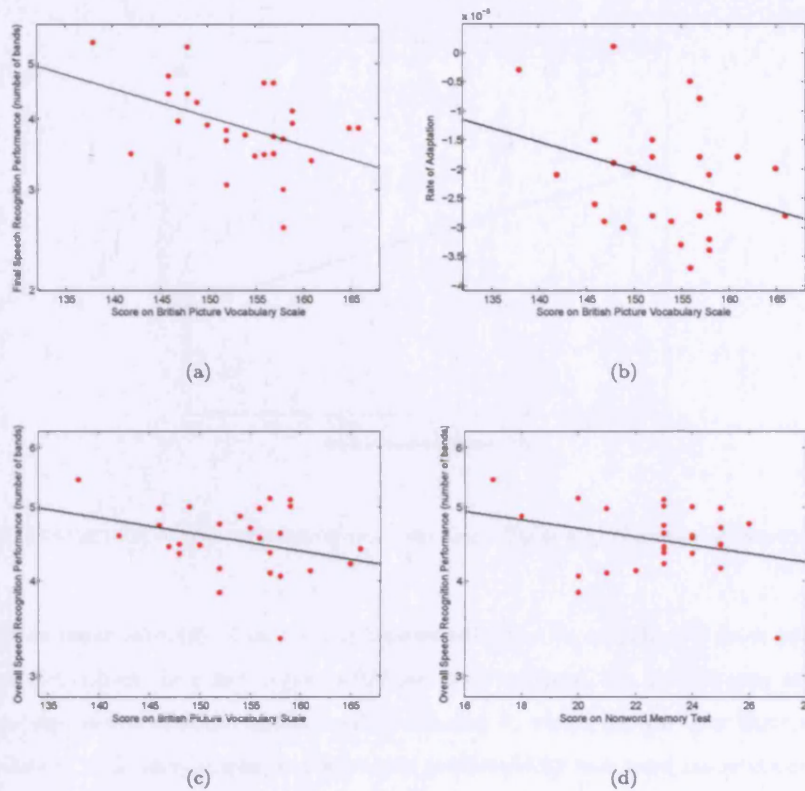 x 10⁻³
Final Speech Recognition Performance (number of bands)
5
4
3
2
135 140 145 150 155 160 165
Score on British Picture Vocabulary Scale
(a)
Rate of Adaptation
0
-0.5
-1
-1.5
-2
-2.5
-3
-3.5
-4
135 140 145 150 155 160 165
Score on British Picture Vocabulary Scale
(b)
Overall Speech Recognition Performance (number of bands)
6
5
4
3
135 140 145 150 155 160 165
Score on British Picture Vocabulary Scale
(c)
Overall Speech Recognition Performance (number of bands)
6
5
4
3
16 18 20 22 24 26
Score on Nonword Memory Test
(d)